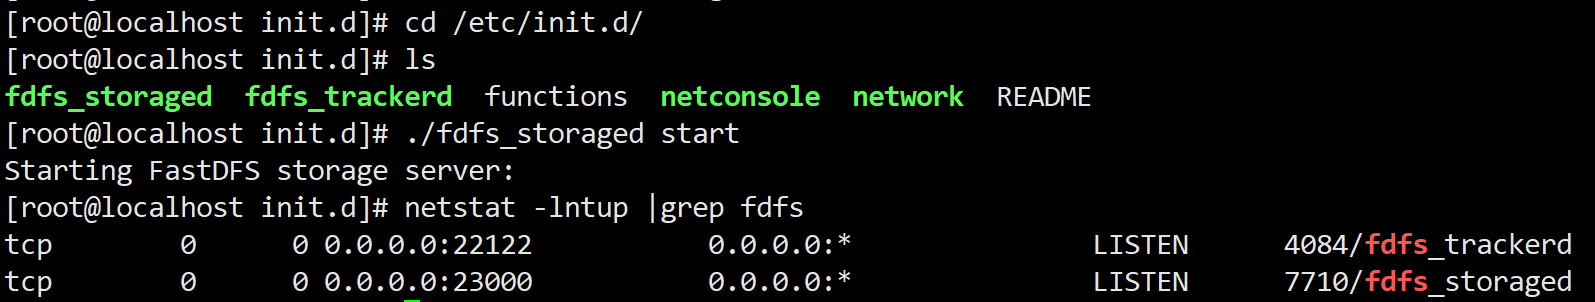 [root@localhost init.d]# cd /etc/init.d/
[root@localhost init.d]# ls
fdfs_storaged  fdfs_trackerd  functions  netconsole  network  README
[root@localhost init.d]# ./fdfs_storaged start
Starting FastDFS storage server:
[root@localhost init.d]# netstat -lntup |grep fdfs
tcp        0      0 0.0.0.0:22122           0.0.0.0:*               LISTEN      4084/fdfs_trackerd
tcp        0      0 0.0.0.0:23000           0.0.0.0:*               LISTEN      7710/fdfs_storaged